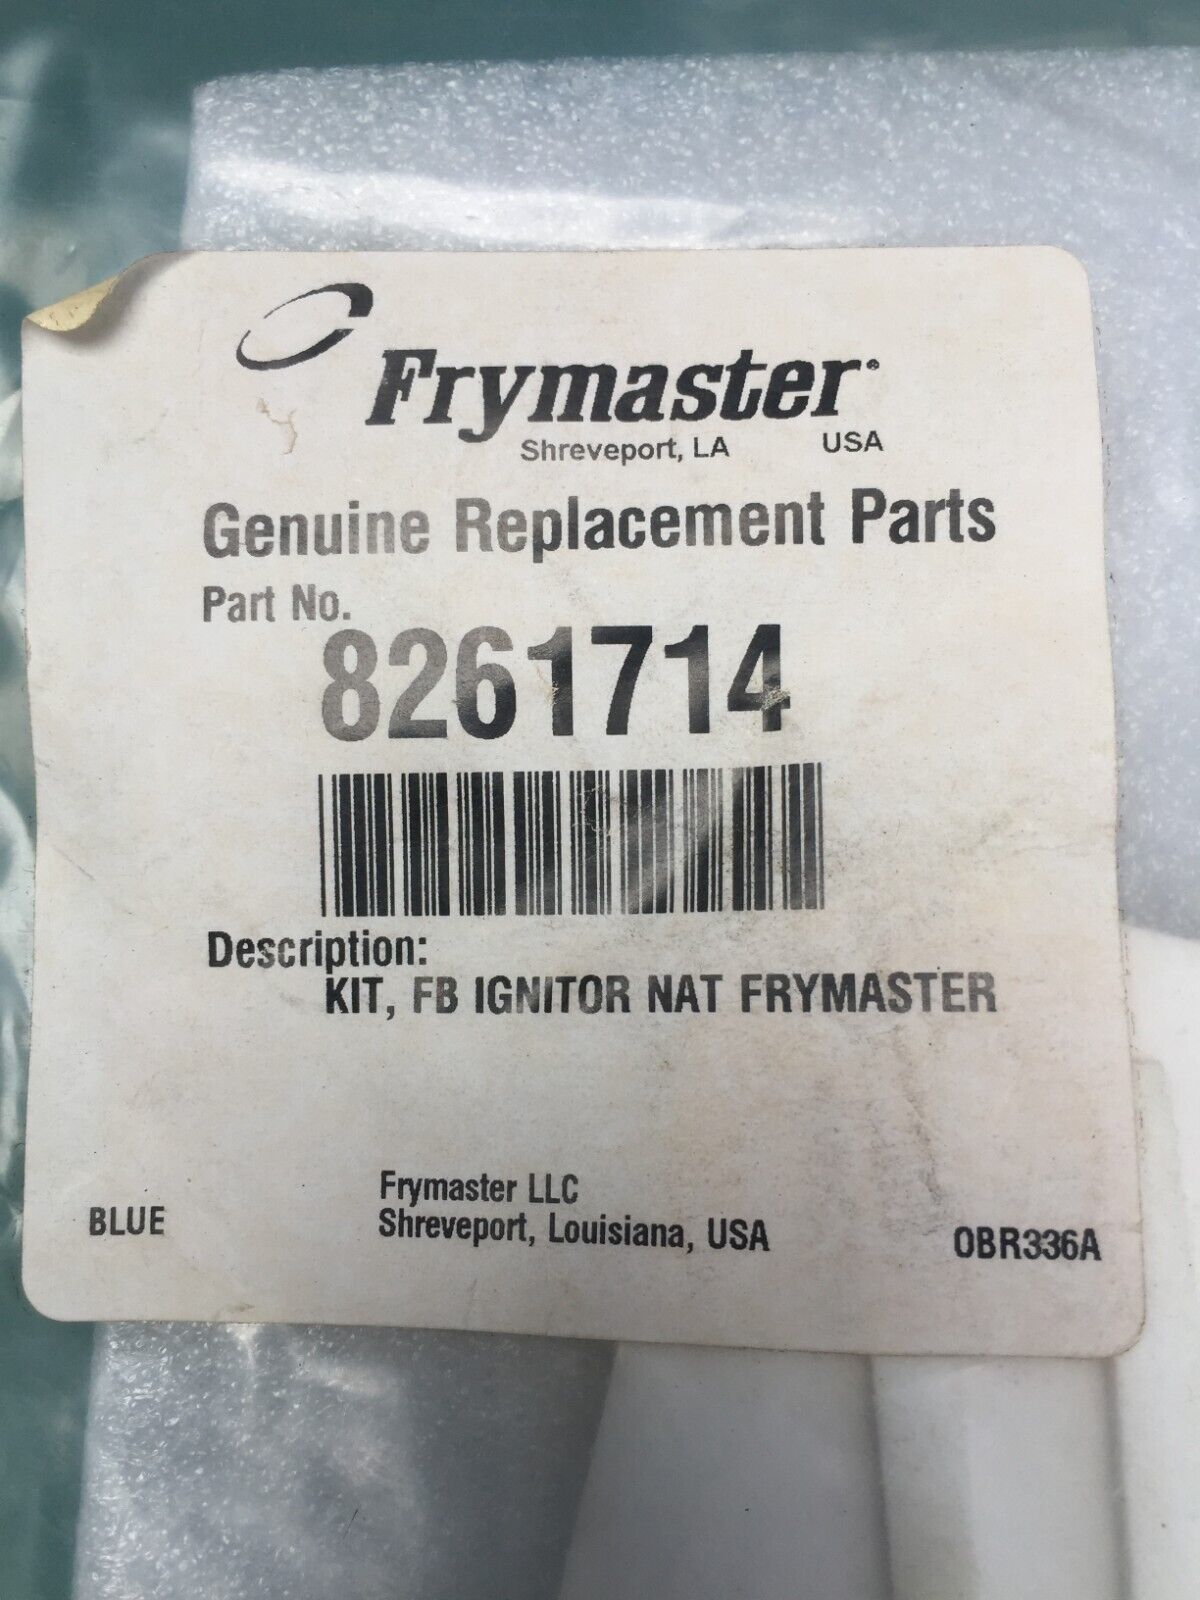 Frymaster®
Shreveport, LA USA
Genuine Replacement Parts
Part No.
8261714
Description:
KIT, FB IGNITOR NAT FRYMASTER
Frymaster LLC
BLUE Shreveport, Louisiana, USA OBR336A